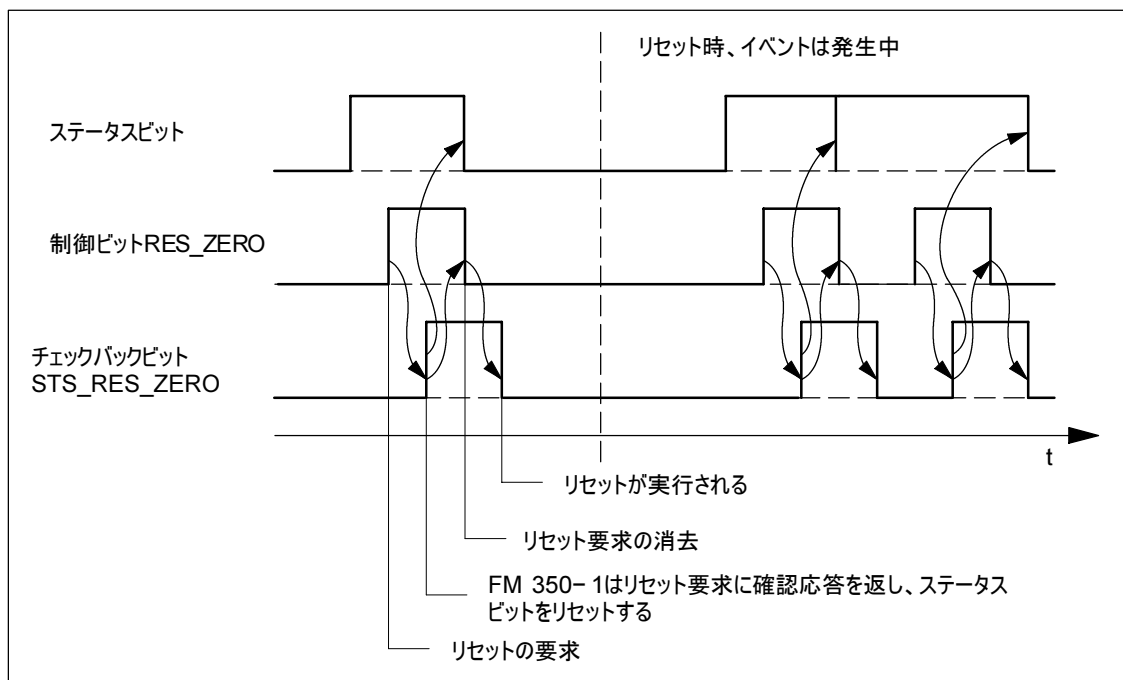 リセット時、イベントは発生中
ステータスビット
制御ビットRES_ZERO
チェックバックビット
STS_RES_ZERO
t
リセットが実行される
リセット要求の消去
FM 350-1はリセット要求に確認応答を返し、ステータス
ビットをリセットする
リセットの要求